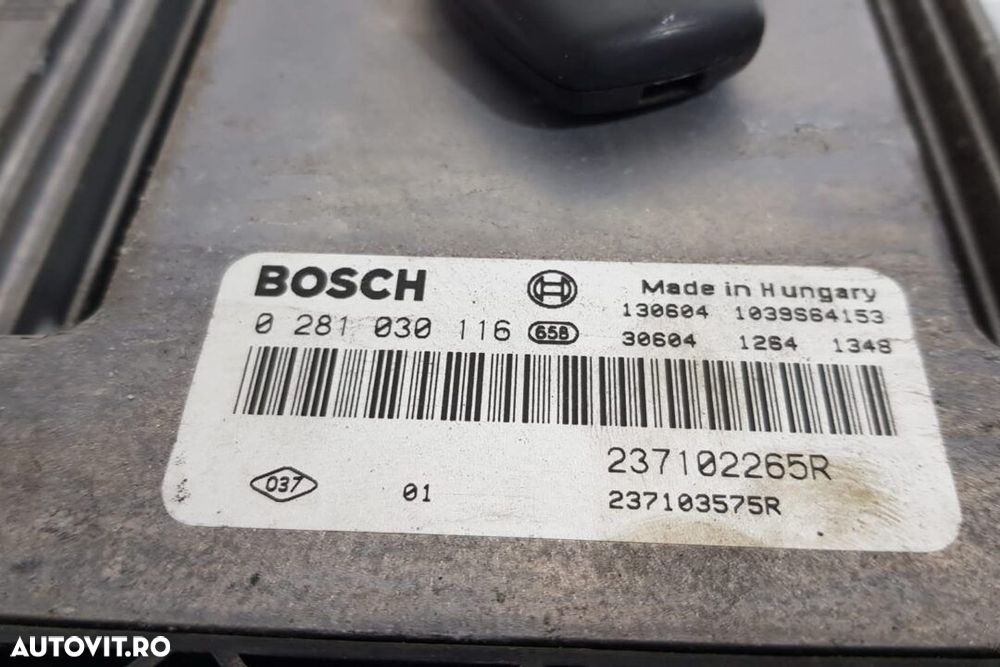 BOSCH
Made in Hungary
130604 1039S64153
0 281 030 116 65B
30604 1264 1348
237102265R
037 01
237103575R
AUTOVIT.RO